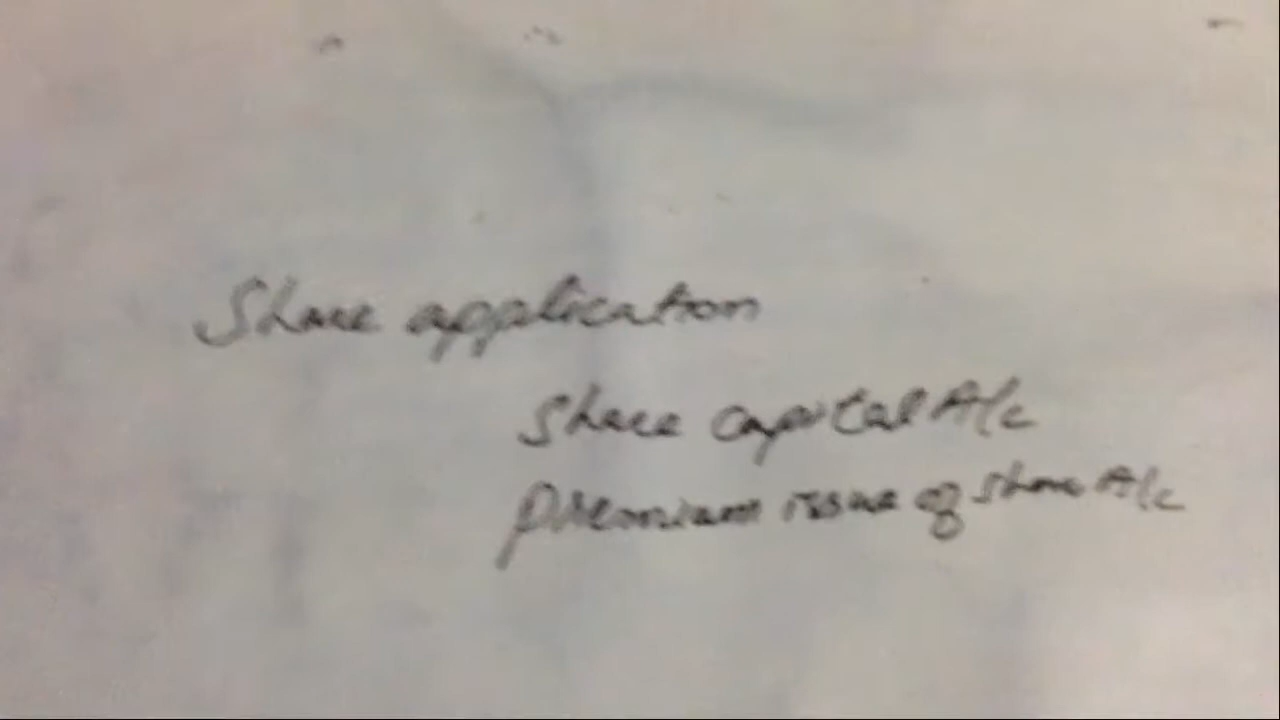 Share application
Share capital A/c
Premium issue of share A/c